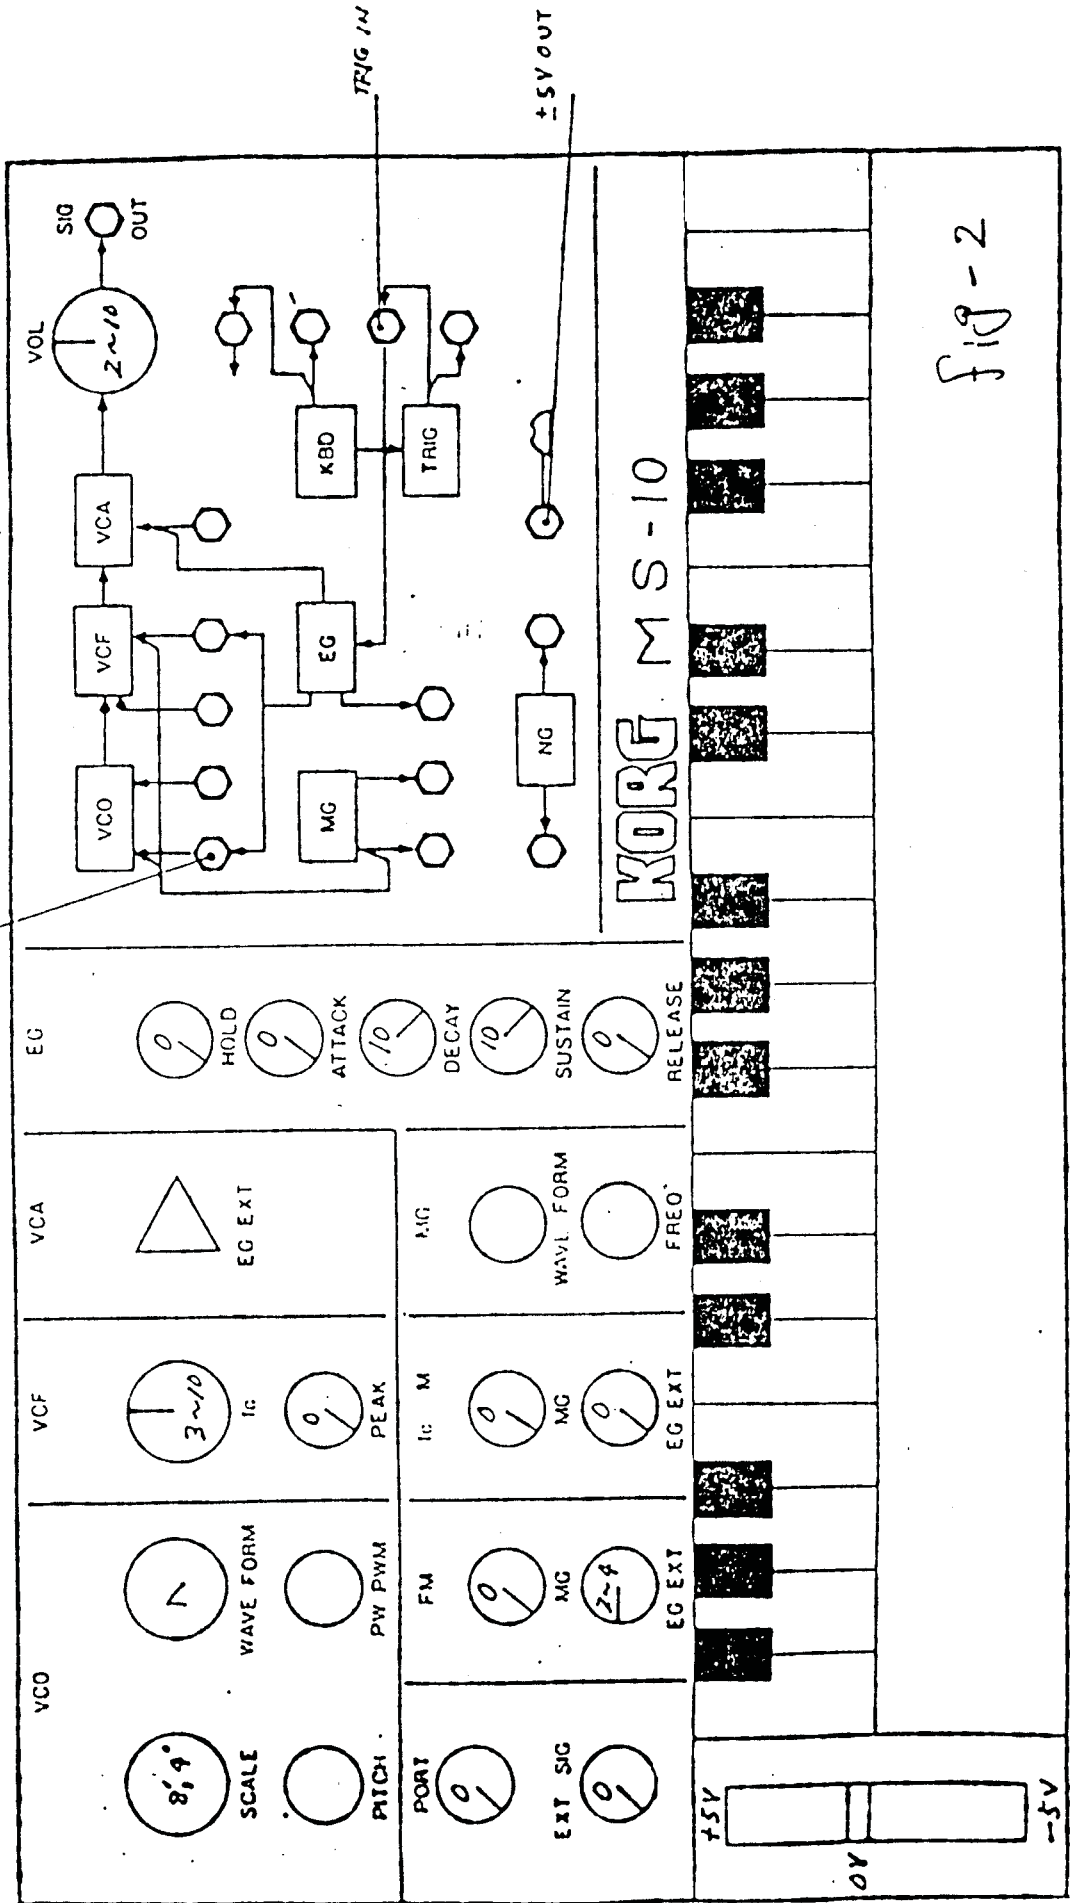 VCO
VCF
VCA
EG
8', 4'
SCALE
WAVE FORM
3~10
fc
EG EXT
0
HOLD
PITCH
PW PWM
0
PEAK
0
ATTACK
PORT
0
FM
fc M
MG
10
DECAY
EXT SIG
0
0
MG
0
MG
WAVE FORM
10
SUSTAIN
2~4
EG EXT
0
EG EXT
FREQ
0
RELEASE
VCO
VCF
VCA
VOL
2~10
SIG
OUT
MG
EG
KBD
TRIG
NG
TRIG IN
±5V OUT
KORG MS-10
+5V
0V
-5V
fig-2